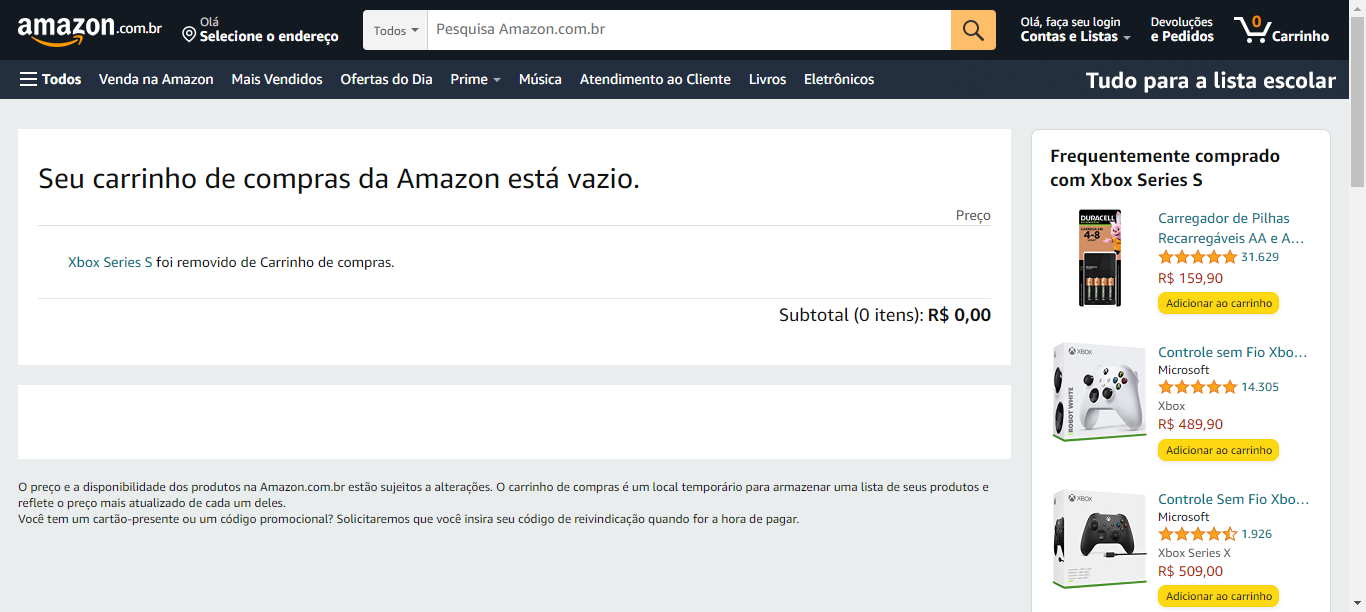 amazon.com.br
Olá
Selecione o endereço
Todos
Pesquisa Amazon.com.br
Olá, faça seu login
Contas e Listas
Devoluções
e Pedidos
0
Carrinho
Todos
Venda na Amazon
Mais Vendidos
Ofertas do Dia
Prime
Música
Atendimento ao Cliente
Livros
Eletrônicos
Tudo para a lista escolar
Seu carrinho de compras da Amazon está vazio.
Preço
Xbox Series S foi removido de Carrinho de compras.
Subtotal (0 itens): R$ 0,00
O preço e a disponibilidade dos produtos na Amazon.com.br estão sujeitos a alterações. O carrinho de compras é um local temporário para armazenar uma lista de seus produtos e
reflete o preço mais atualizado de cada um deles.
Você tem um cartão-presente ou um código promocional? Solicitaremos que você insira seu código de reivindicação quando for a hora de pagar.
Frequentemente comprado
com Xbox Series S
DURACELL
4-8
Carregador de Pilhas
Recarregáveis AA e A…
31.629
R$ 159,90
Adicionar ao carrinho
XBOX
ROBOT WHITE
Controle sem Fio Xbo…
Microsoft
14.305
Xbox
R$ 489,90
Adicionar ao carrinho
XBOX
Controle Sem Fio Xbo…
Microsoft
1.926
Xbox Series X
R$ 509,00
Adicionar ao carrinho